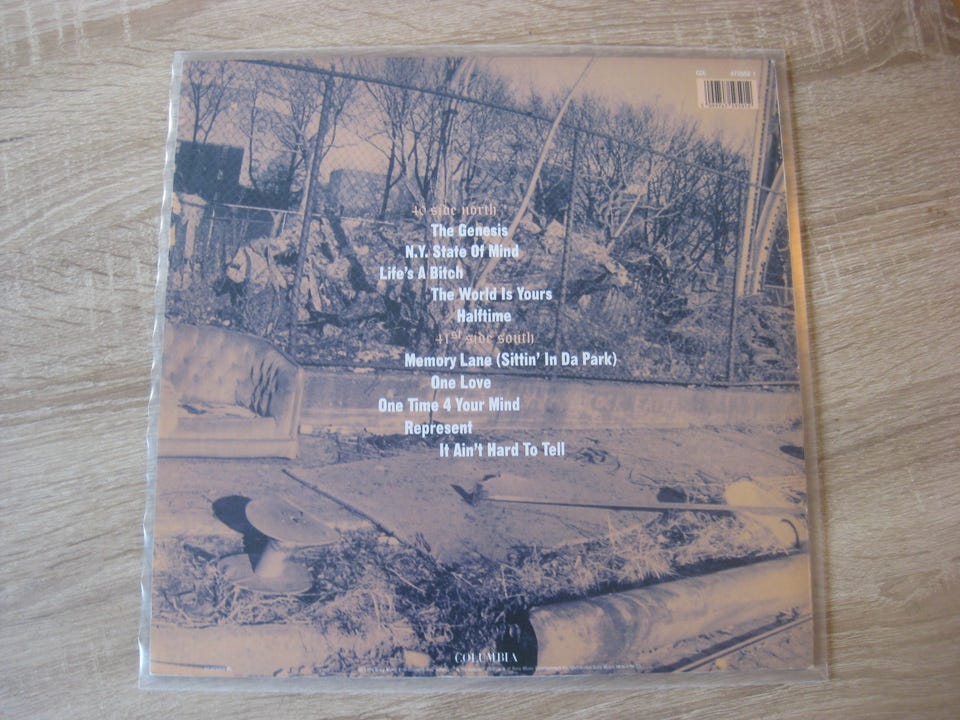 COL
40 side north
The Genesis
N.Y. State Of Mind
Life's A Bitch
The World Is Yours
Halftime
41st side south
Memory Lane (Sittin' In Da Park)
One Love
One Time 4 Your Mind
Represent
It Ain't Hard To Tell
COLUMBIA